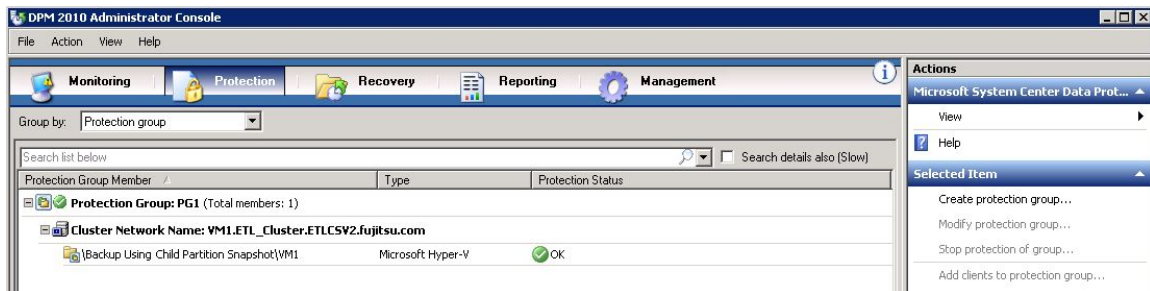 DPM 2010 Administrator Console
File Action View Help
Monitoring Protection Recovery Reporting Management
Group by: Protection group
Search list below Search details also (Slow)
Protection Group Member Type Protection Status
Protection Group: PG1 (Total members: 1)
Cluster Network Name: VM1.ETL_Cluster.ETLCSV2.fujitsu.com
\Backup Using Child Partition Snapshot\VM1 Microsoft Hyper-V OK
Actions
Microsoft System Center Data Prot...
View
Help
Selected Item
Create protection group...
Modify protection group...
Stop protection of group...
Add clients to protection group...